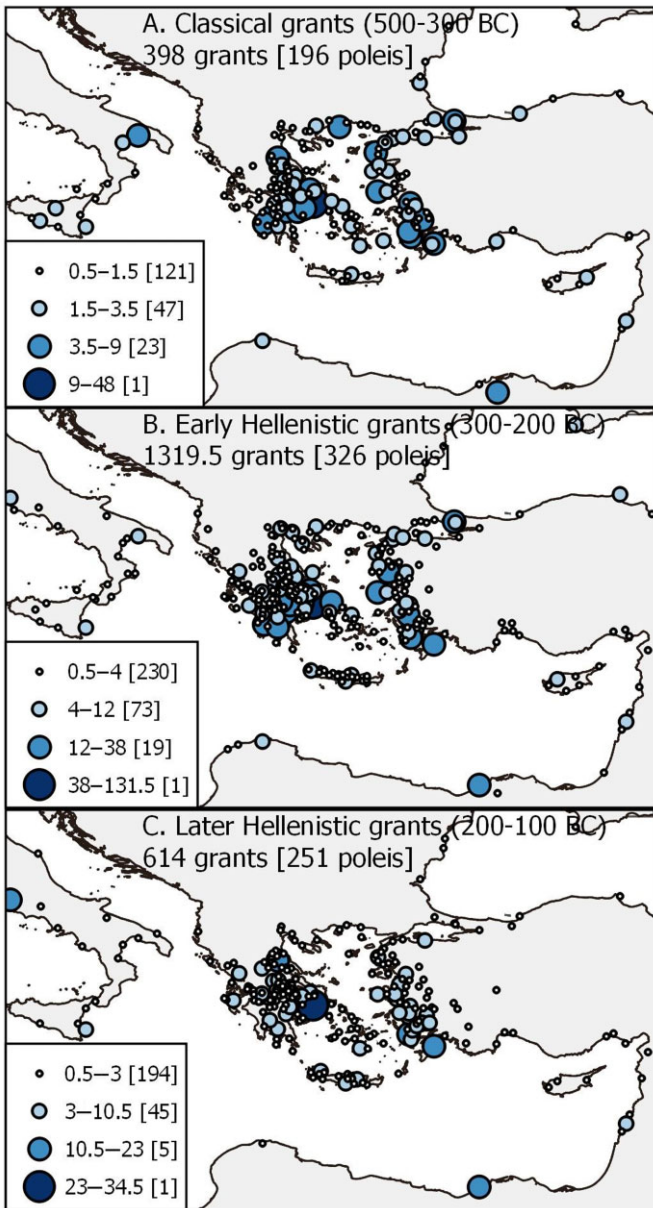 A. Classical grants (500-300 BC)
398 grants [196 poleis]
0.5–1.5 [121]
1.5–3.5 [47]
3.5–9 [23]
9–48 [1]
B. Early Hellenistic grants (300-200 BC)
1319.5 grants [326 poleis]
0.5–4 [230]
4–12 [73]
12–38 [19]
38–131.5 [1]
C. Later Hellenistic grants (200-100 BC)
614 grants [251 poleis]
0.5–3 [194]
3–10.5 [45]
10.5–23 [5]
23–34.5 [1]